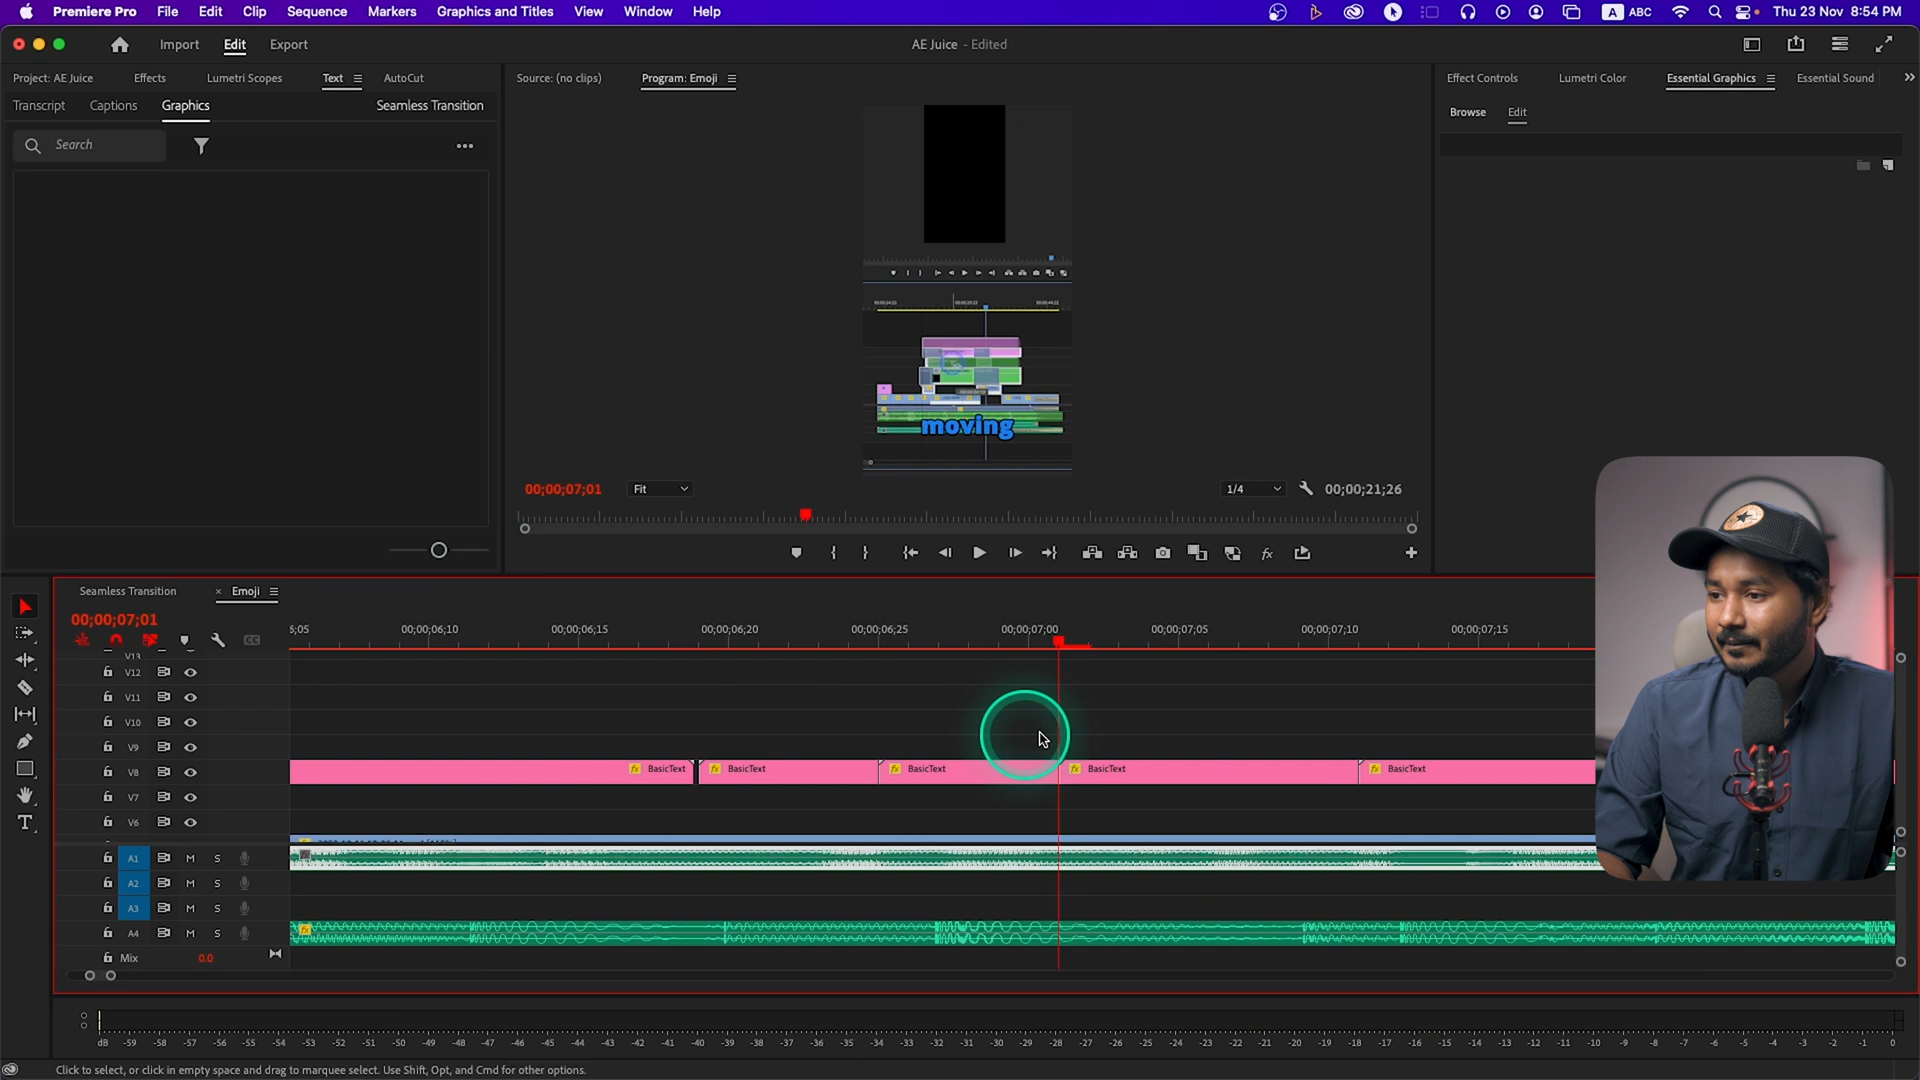 Premiere Pro File Edit Clip Sequence Markers Graphics and Titles View Window Help
A ABC Thu 23 Nov 8:54 PM
Import Edit Export
AE Juice - Edited
Project: AE Juice Effects Lumetri Scopes Text AutoCut
Source: (no clips) Program: Emoji
Effect Controls Lumetri Color Essential Graphics Essential Sound
Transcript Captions Graphics Seamless Transition
Browse Edit
Search
moving
00;00;07;01 Fit 1/4 00;00;21;26
Seamless Transition × Emoji
00;00;07;01
5;05 00;00;06;10 00;00;06;15 00;00;06;20 00;00;06;25 00;00;07;00 00;00;07;05 00;00;07;10 00;00;07;15
V13
V12
V11
V10
V9
V8 fx BasicText fx BasicText fx BasicText fx BasicText fx BasicText
V7
V6
A1 M S
A2 M S
A3 M S
A4 M S fx
Mix 0.0
dB -59 -58 -57 -56 -55 -54 -53 -52 -51 -50 -49 -48 -47 -46 -45 -44 -43 -42 -41 -40 -39 -38 -37 -36 -35 -34 -33 -32 -31 -30 -29 -28 -27 -26 -25 -24 -23 -22 -21 -20 -19 -18 -17 -16 -15 -14 -13 -12 -11 -10 -9 -8 -7 -6 -5 -4 -3 -2 -1 0
Click to select, or click in empty space and drag to marquee select. Use Shift, Opt, and Cmd for other options.